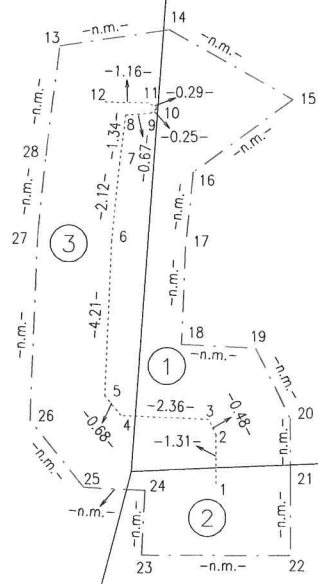 14
-n.m.-
13
-n.m.-
-1.16-
12
11
-0.29-
15
10
8
9
-0.25-
-1.34-
-0.67-
-n.m.-
-n.m.-
28
7
16
-n.m.-
-2.12-
27
3
6
17
-n.m.-
-n.m.-
-4.21-
18
19
-n.m.-
1
5
-n.m.-
-2.36-
3
-0.48-
20
26
-0.68-
4
2
-1.31-
-n.m.-
-n.m.-
25
24
1
21
-n.m.-
2
-n.m.-
-n.m.-
23
-n.m.-
22